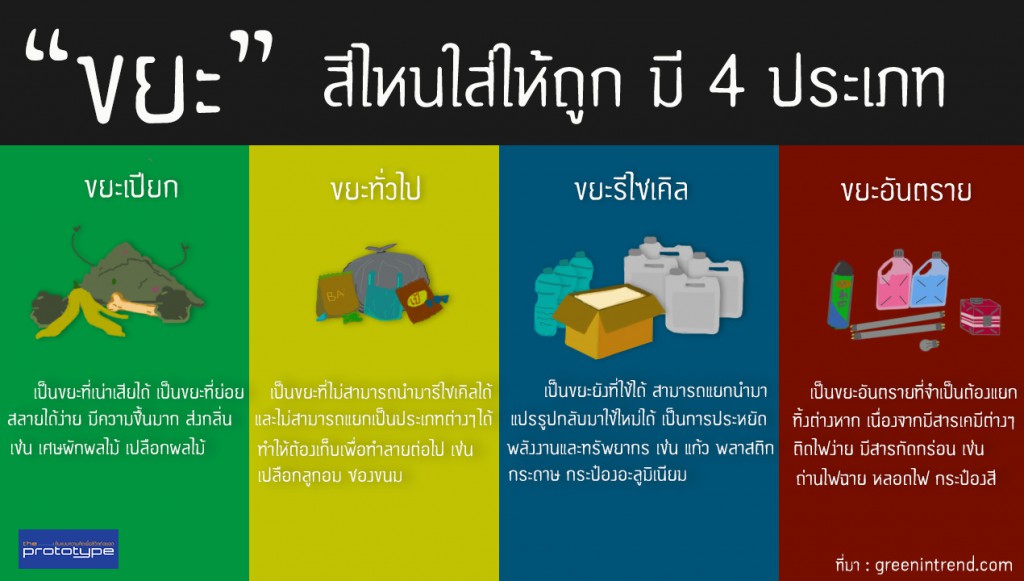 “ขยะ” สีไหนใส่ให้ถูก มี 4 ประเภท
ขยะเปียก
เป็นขยะที่เน่าเสียได้ เป็นขยะที่ย่อย
สลายได้ง่าย มีความชื้นมาก ส่งกลิ่น
เช่น เศษผักผลไม้ เปลือกผลไม้
ขยะทั่วไป
BA
เป็นขยะที่ไม่สามารถนำมารีไซเคิลได้
และไม่สามารถแยกเป็นประเภทต่างๆได้
ทำให้ต้องเก็บเพื่อทำลายต่อไป เช่น
เปลือกลูกอม ซองขนม
ขยะรีไซเคิล
เป็นขยะยังที่ใช้ได้ สามารถแยกนำมา
แปรรูปกลับมาใช้ใหม่ได้ เป็นการประหยัด
พลังงานและทรัพยากร เช่น แก้ว พลาสติก
กระดาษ กระป๋องอะลูมิเนียม
ขยะอันตราย
เป็นขยะอันตรายที่จำเป็นต้องแยก
ทิ้งต่างหาก เนื่องจากมีสารเคมีต่างๆ
ติดไฟง่าย มีสารกัดกร่อน เช่น
ถ่านไฟฉาย หลอดไฟ กระป๋องสี
the
prototype
ที่มา : greenintrend.com